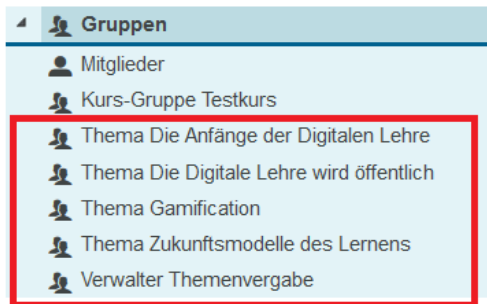 Gruppen
Mitglieder
Kurs-Gruppe Testkurs
Thema Die Anfänge der Digitalen Lehre
Thema Die Digitale Lehre wird öffentlich
Thema Gamification
Thema Zukunftsmodelle des Lernens
Verwalter Themenvergabe